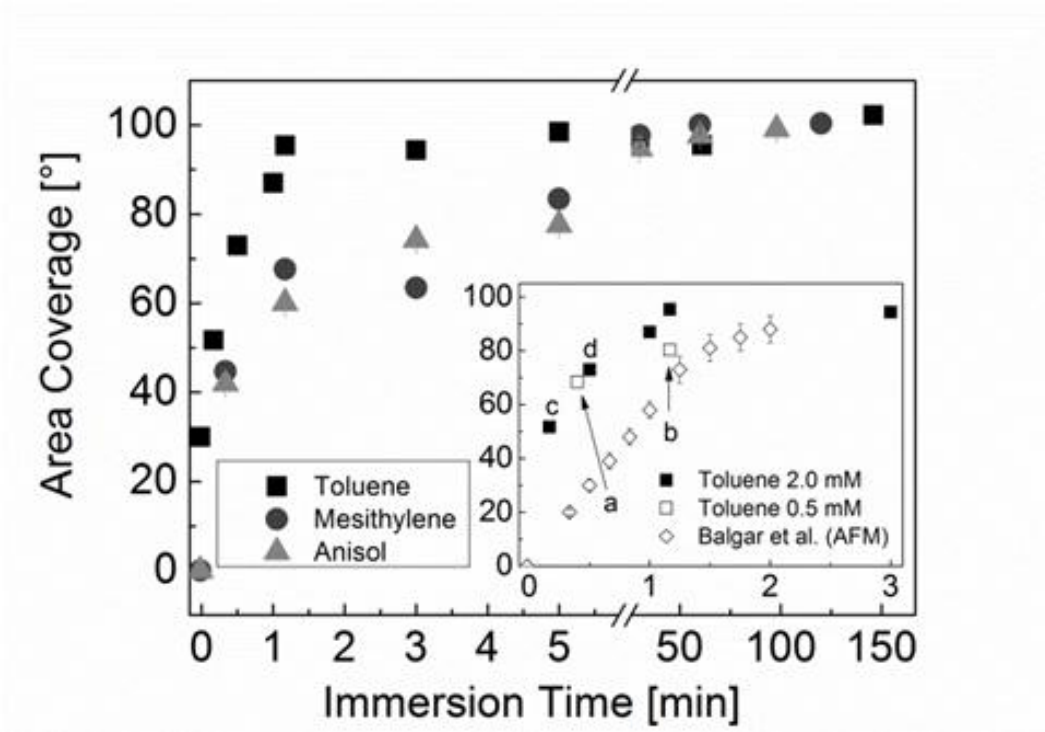 Area Coverage [°]
100
80
60
40
20
0
Toluene
Mesithylene
Anisol
100
80
60
40
20
0
c
d
a
b
Toluene 2.0 mM
Toluene 0.5 mM
Balgar et al. (AFM)
0 1 2 3
0 1 2 3 4 5 50 100 150
Immersion Time [min]